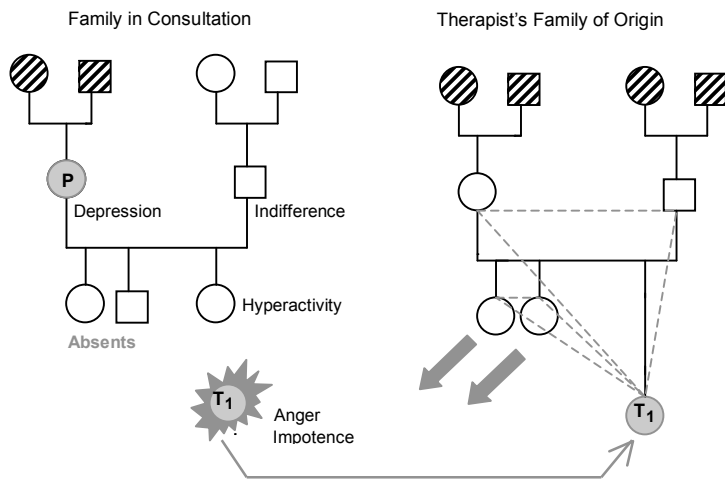 Family in Consultation
Therapist’s Family of Origin
P
Depression
Indifference
Hyperactivity
Absents
T1
Anger
Impotence
T1